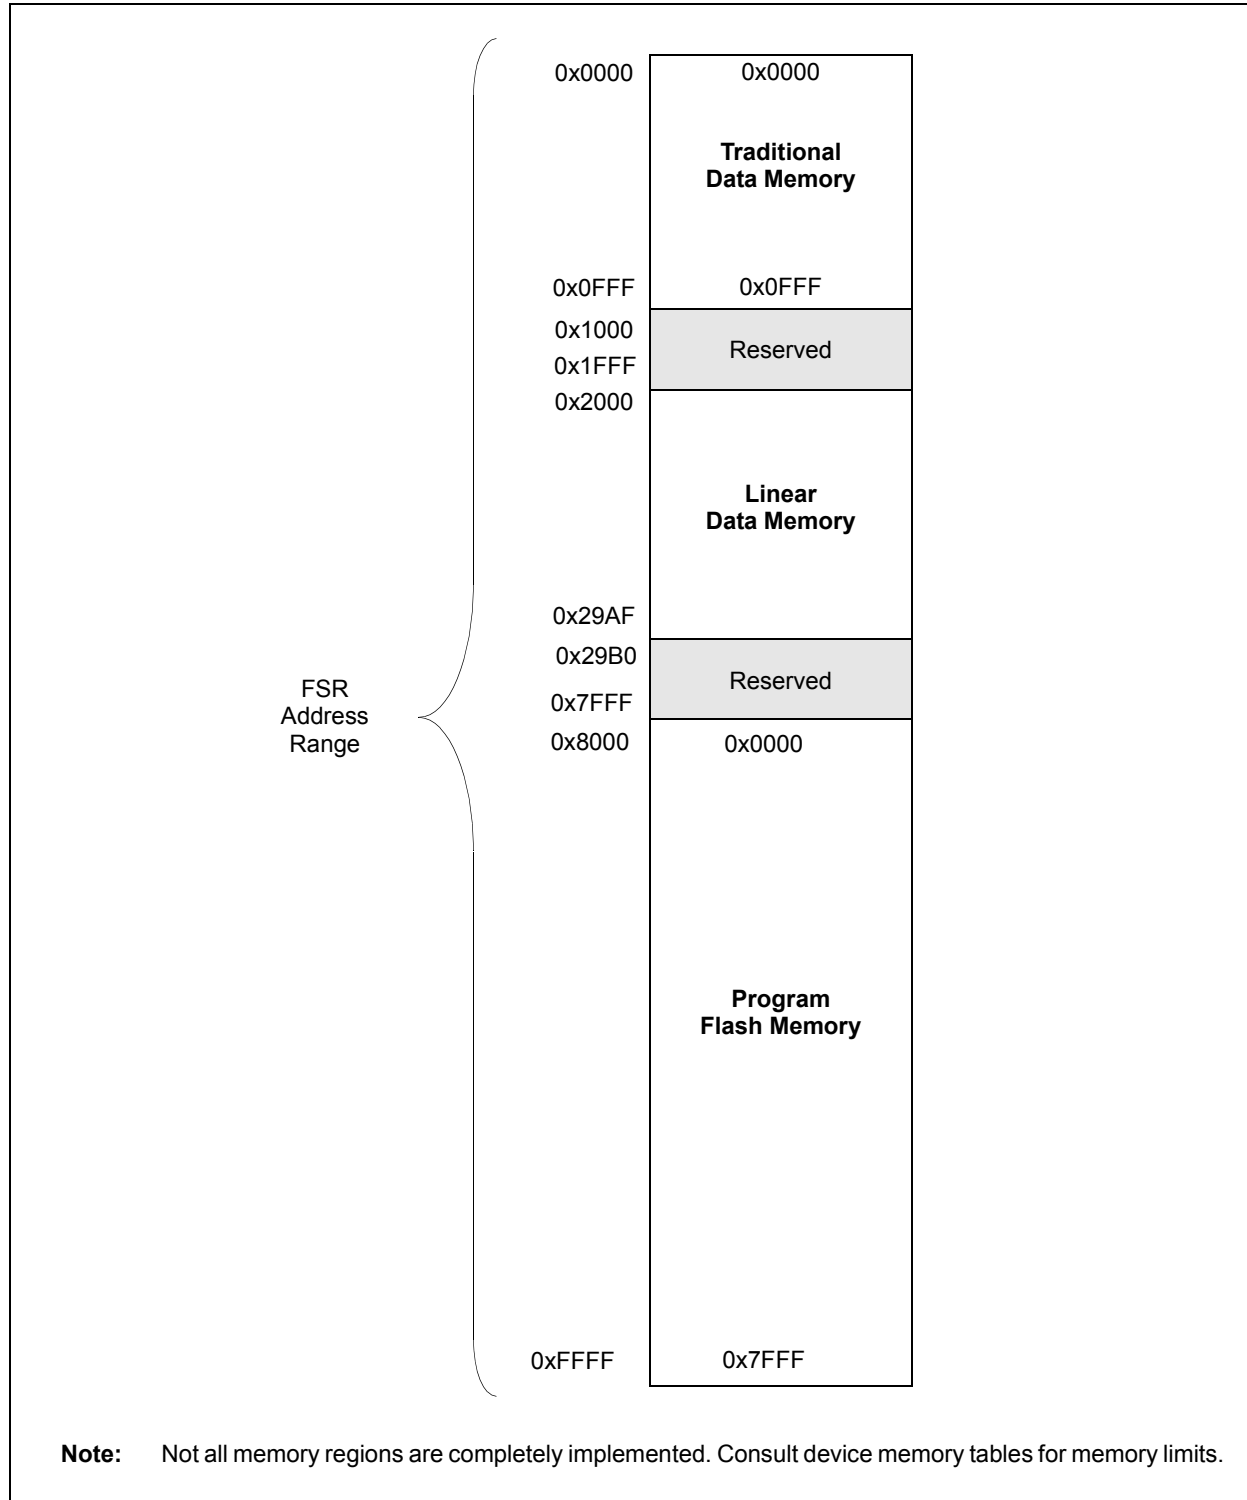 0x0000 0x0000
Traditional
Data Memory
0x0FFF 0x0FFF
0x1000
Reserved
0x1FFF
0x2000
Linear
Data Memory
0x29AF
0x29B0
Reserved
0x7FFF
FSR
Address
Range
0x8000 0x0000
Program
Flash Memory
0xFFFF 0x7FFF
Note: Not all memory regions are completely implemented. Consult device memory tables for memory limits.